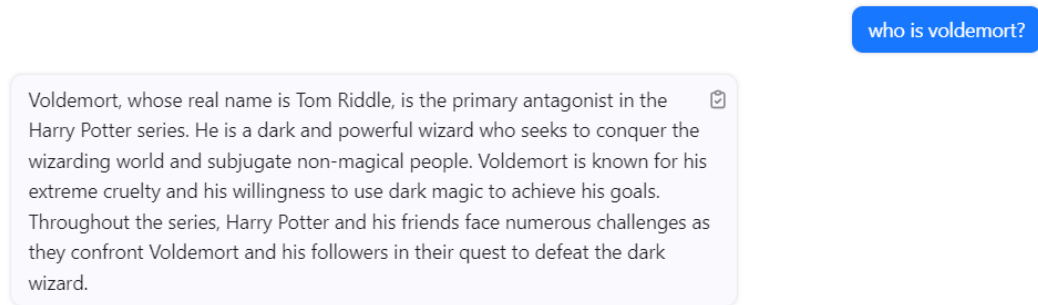 who is voldemort?
Voldemort, whose real name is Tom Riddle, is the primary antagonist in the
Harry Potter series. He is a dark and powerful wizard who seeks to conquer the
wizarding world and subjugate non-magical people. Voldemort is known for his
extreme cruelty and his willingness to use dark magic to achieve his goals.
Throughout the series, Harry Potter and his friends face numerous challenges as
they confront Voldemort and his followers in their quest to defeat the dark
wizard.